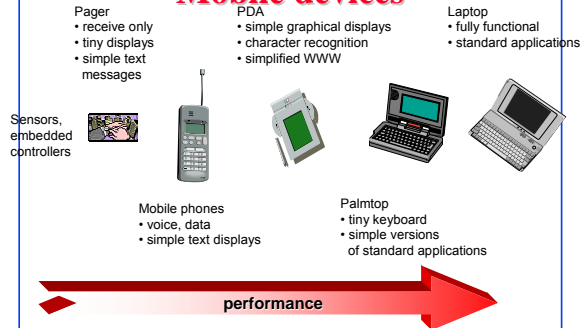 Mobile devices
Pager
• receive only
• tiny displays
• simple text
messages
PDA
• simple graphical displays
• character recognition
• simplified WWW
Laptop
• fully functional
• standard applications
Sensors,
embedded
controllers
Mobile phones
• voice, data
• simple text displays
Palmtop
• tiny keyboard
• simple versions
of standard applications
performance